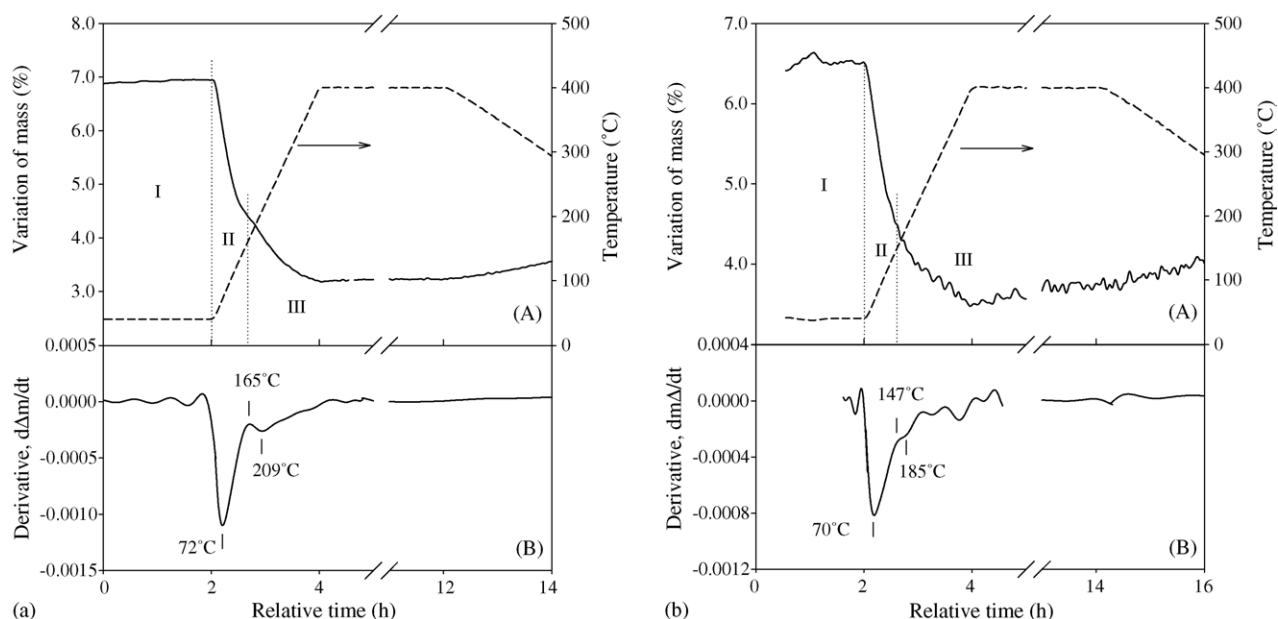 8.0
7.0
6.0
5.0
4.0
3.0
0.0005
Variation of mass (%)
500
400
300
200
100
0
Temperature (˚C)
I
II
III
(A)
0.0000
-0.0005
-0.0010
-0.0015
Derivative, dΔm/dt
165˚C
209˚C
72˚C
(B)
0 2 4 12 14
(a) Relative time (h)
7.0
6.0
5.0
4.0
0.0004
Variation of mass (%)
500
400
300
200
100
0
Temperature (˚C)
I
II
III
(A)
0.0000
-0.0004
-0.0008
-0.0012
Derivative, dmΔ/dt
147˚C
185˚C
70˚C
(B)
0 2 4 14 16
(b) Relative time (h)